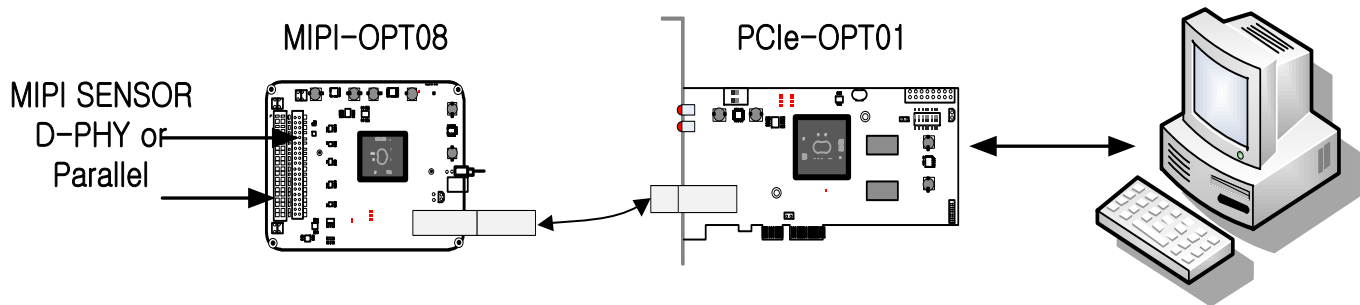 MIPI-OPT08
PCIe-OPT01
MIPI SENSOR
D-PHY or
Parallel